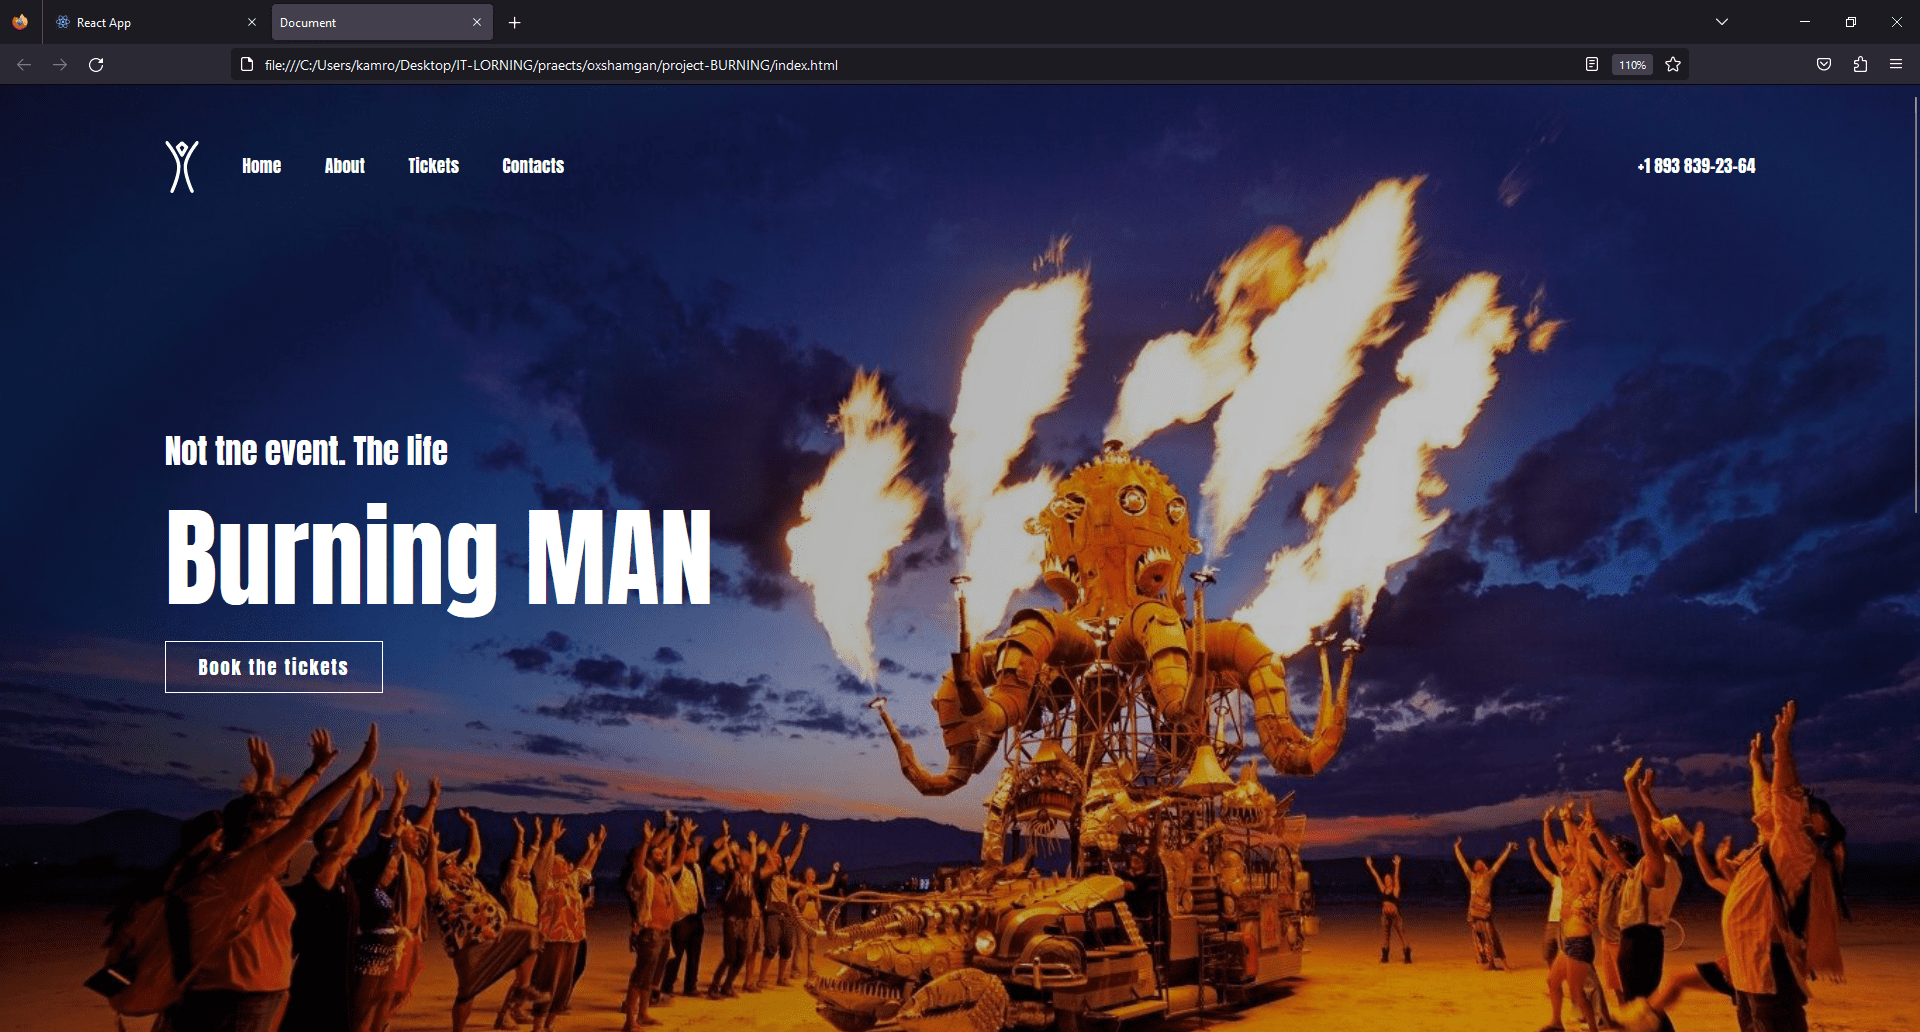 React App
Document
file:///C:/Users/kamro/Desktop/IT-LORNING/praects/oxshamgan/project-BURNING/index.html
110%
Home About Tickets Contacts
+1 893 839-23-64
Not tne event. The life
Burning MAN
Book the tickets